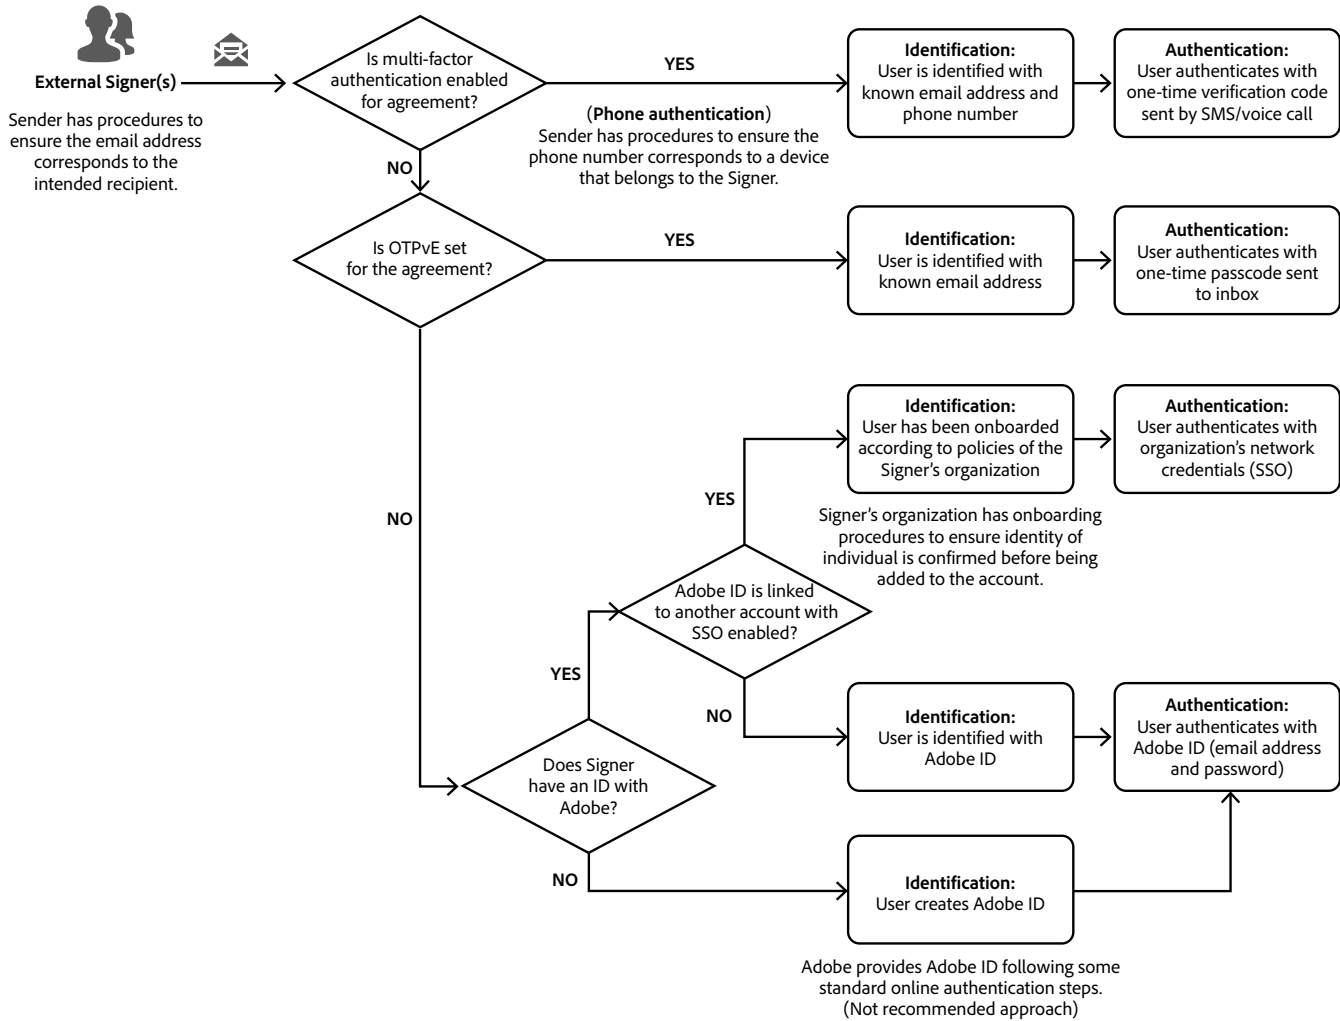 External Signer(s)
Sender has procedures to
ensure the email address
corresponds to the
intended recipient.
Is multi-factor
authentication enabled
for agreement?
YES
(Phone authentication)
Sender has procedures to ensure the
phone number corresponds to a device
that belongs to the Signer.
Identification:
User is identified with
known email address and
phone number
Authentication:
User authenticates with
one-time verification code
sent by SMS/voice call
NO
Is OTPvE set
for the agreement?
YES
Identification:
User is identified with
known email address
Authentication:
User authenticates with
one-time passcode sent
to inbox
NO
Identification:
User has been onboarded
according to policies of the
Signer's organization
Authentication:
User authenticates with
organization's network
credentials (SSO)
YES
Signer's organization has onboarding
procedures to ensure identity of
individual is confirmed before being
added to the account.
Adobe ID is linked
to another account with
SSO enabled?
YES
NO
Identification:
User is identified with
Adobe ID
Authentication:
User authenticates with
Adobe ID (email address
and password)
Does Signer
have an ID with
Adobe?
NO
Identification:
User creates Adobe ID
Adobe provides Adobe ID following some
standard online authentication steps.
(Not recommended approach)